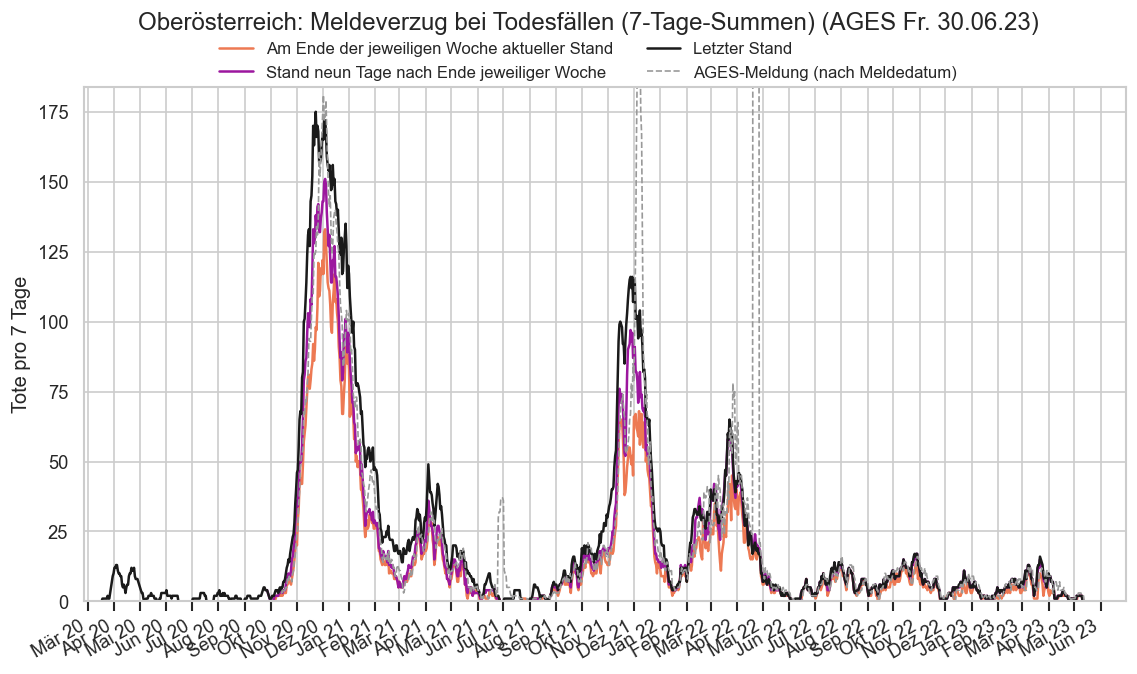 Oberösterreich: Meldeverzug bei Todesfällen (7-Tage-Summen) (AGES Fr. 30.06.23)
Am Ende der jeweiligen Woche aktueller Stand
Stand neun Tage nach Ende jeweiliger Woche
Letzter Stand
AGES-Meldung (nach Meldedatum)
Tote pro 7 Tage
175
150
125
100
75
50
25
0
Mär 20
Apr 20
Mai 20
Jun 20
Jul 20
Aug 20
Sep 20
Okt 20
Nov 20
Dez 20
Jan 21
Feb 21
Mär 21
Apr 21
Mai 21
Jun 21
Jul 21
Aug 21
Sep 21
Okt 21
Nov 21
Dez 21
Jan 22
Feb 22
Mär 22
Apr 22
Mai 22
Jun 22
Jul 22
Aug 22
Sep 22
Okt 22
Nov 22
Dez 22
Jan 23
Feb 23
Mär 23
Apr 23
Mai 23
Jun 23